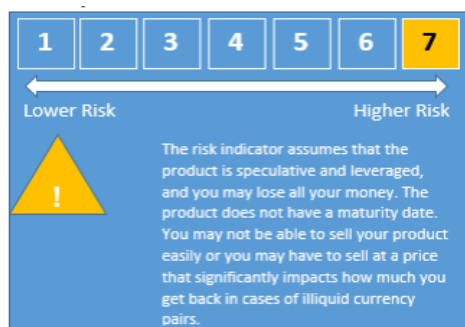 1 2 3 4 5 6 7
Lower Risk Higher Risk
!
The risk indicator assumes that the
product is speculative and leveraged,
and you may lose all your money. The
product does not have a maturity date.
You may not be able to sell your product
easily or you may have to sell at a price
that significantly impacts how much you
get back in cases of illiquid currency
pairs.